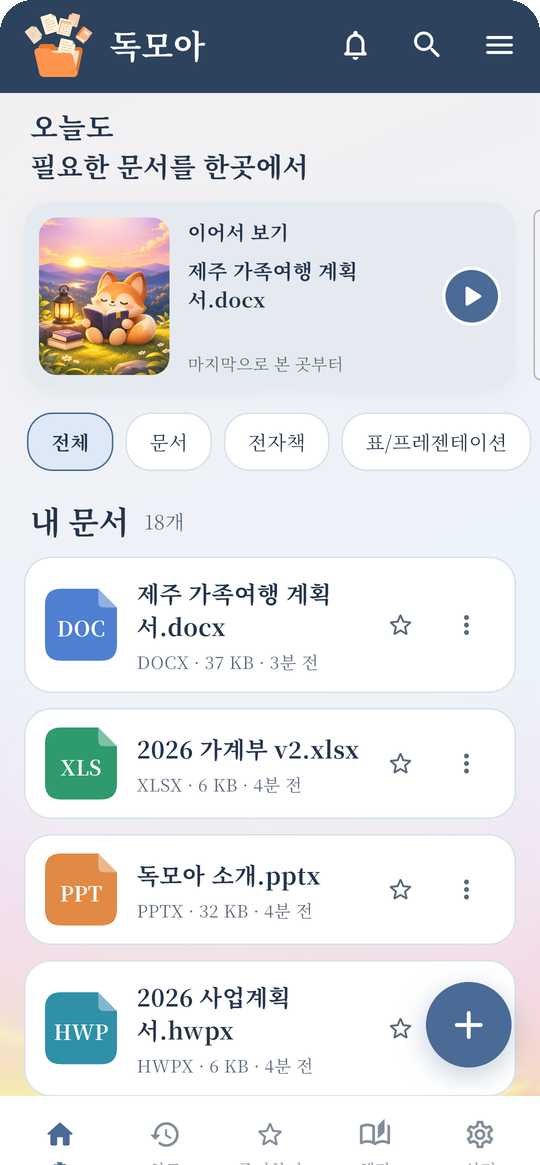 독모아
오늘도
필요한 문서를 한곳에서
이어서 보기
제주 가족여행 계획
서.docx
마지막으로 본 곳부터
전체
문서
전자책
표/프레젠테이션
내 문서 18개
DOC
제주 가족여행 계획
서.docx
DOCX · 37 KB · 3분 전
XLS
2026 가계부 v2.xlsx
XLSX · 6 KB · 4분 전
PPT
독모아 소개.pptx
PPTX · 32 KB · 4분 전
HWP
2026 사업계획
서.hwpx
HWPX · 6 KB · 4분 전